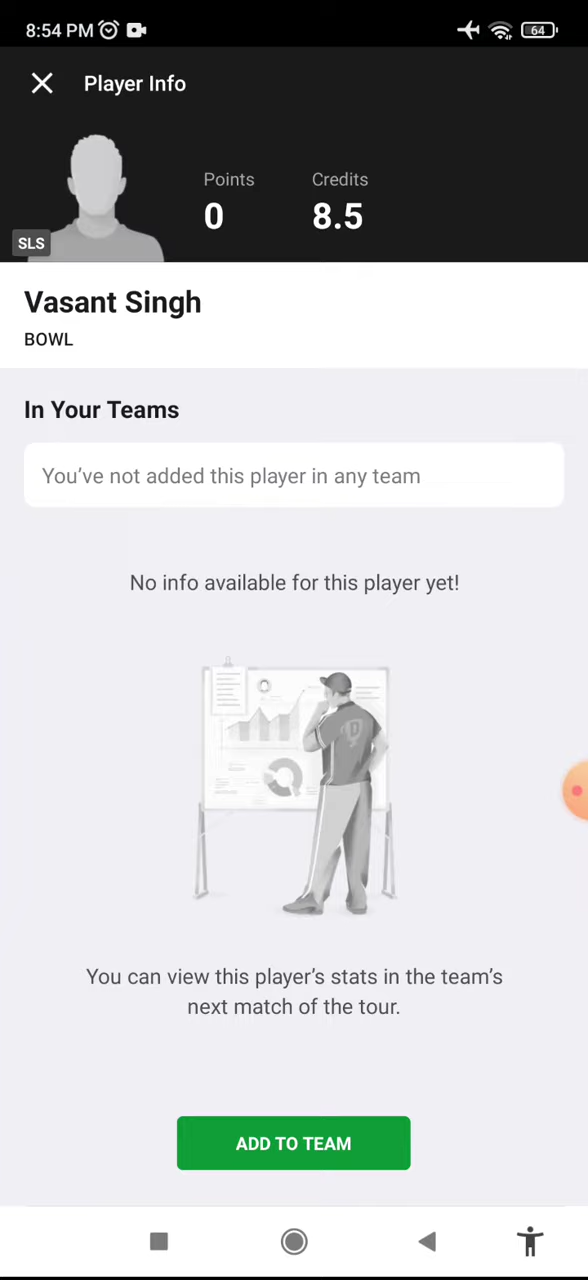 8:54 PM 64
Player Info
Points Credits
0 8.5
SLS
Vasant Singh
BOWL
In Your Teams
You've not added this player in any team
No info available for this player yet!
D
You can view this player's stats in the team's
next match of the tour.
ADD TO TEAM